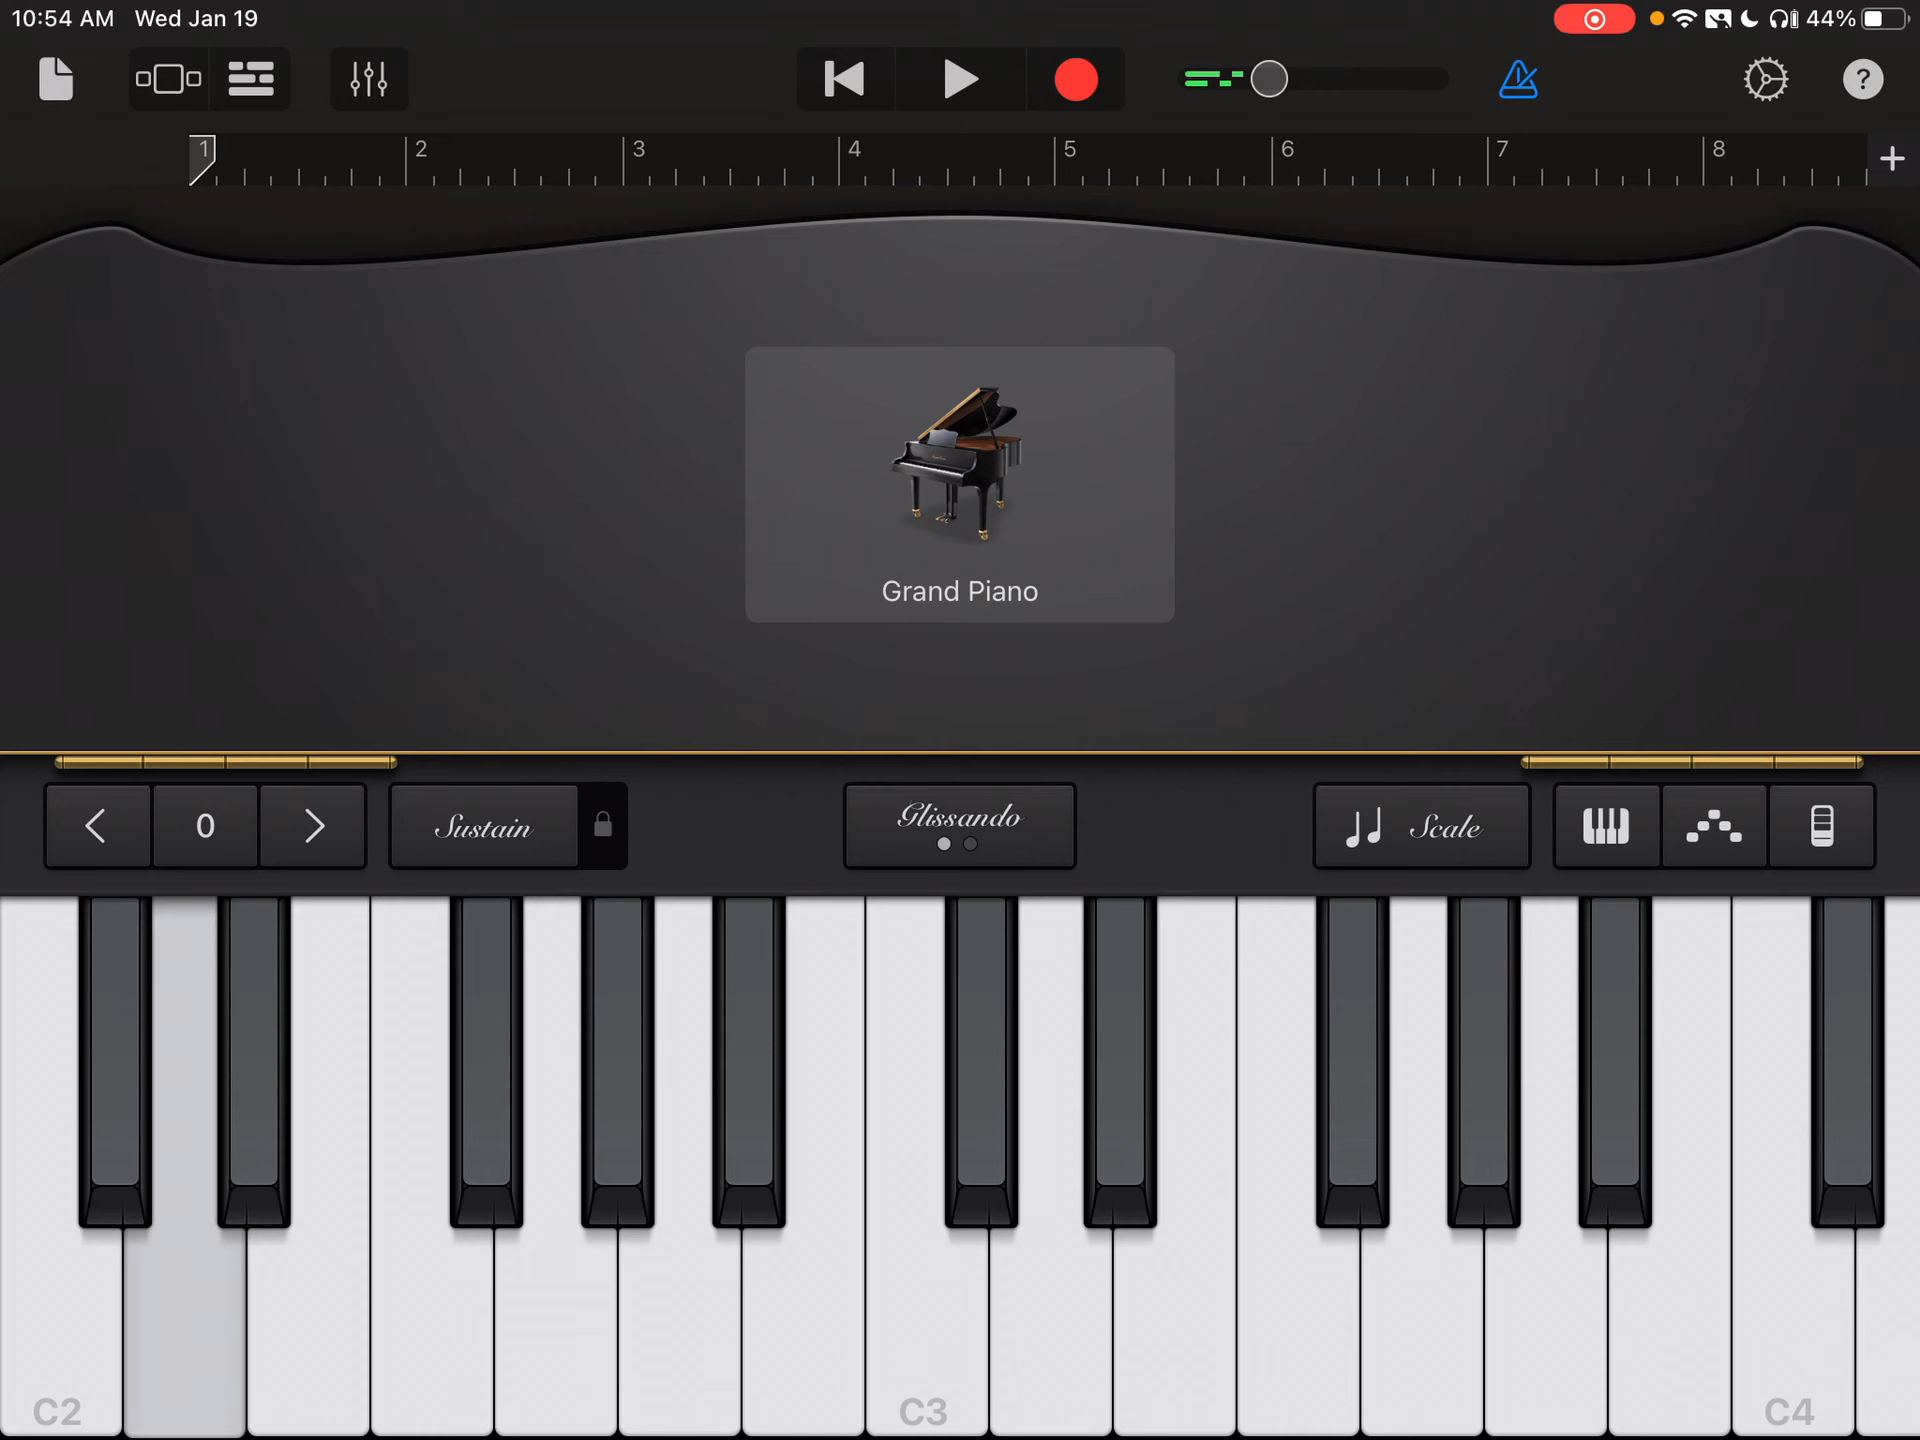 10:54 AM Wed Jan 19 44%
?
1 2 3 4 5 6 7 8 +
Grand Piano
0 Sustain Glissando Scale
C2 C3 C4